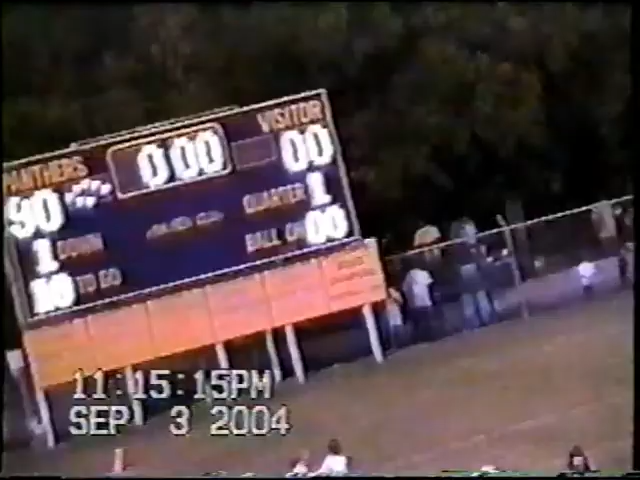 PANTHERS 0:00 VISITOR
90 00
QUARTER 1
1 DOWN BALL ON 00
10 TO GO
11:15:15PM
SEP 3 2004